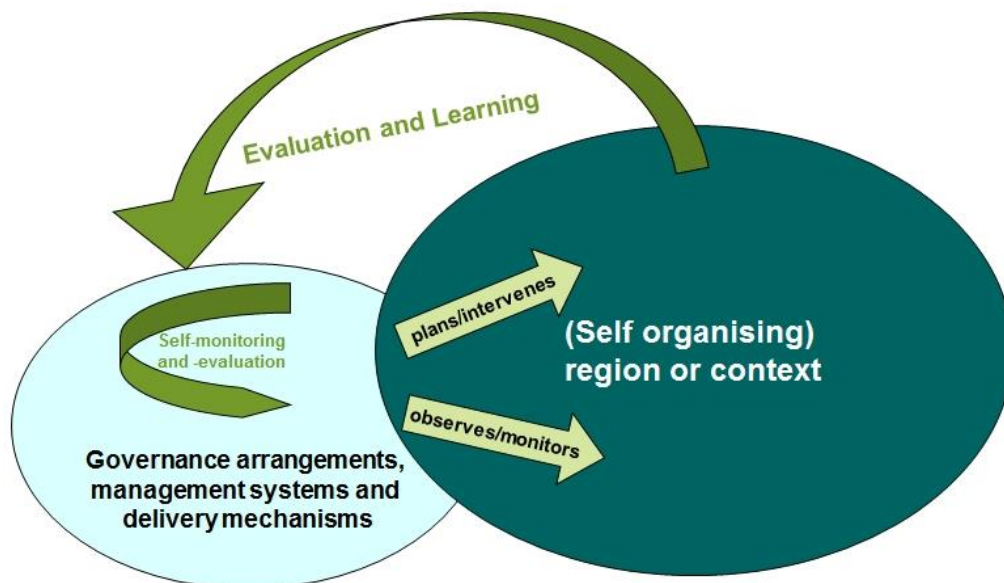 Evaluation and Learning
plans/intervenes
(Self organising)
region or context
Self-monitoring
and -evaluation
observes/monitors
Governance arrangements,
management systems and
delivery mechanisms